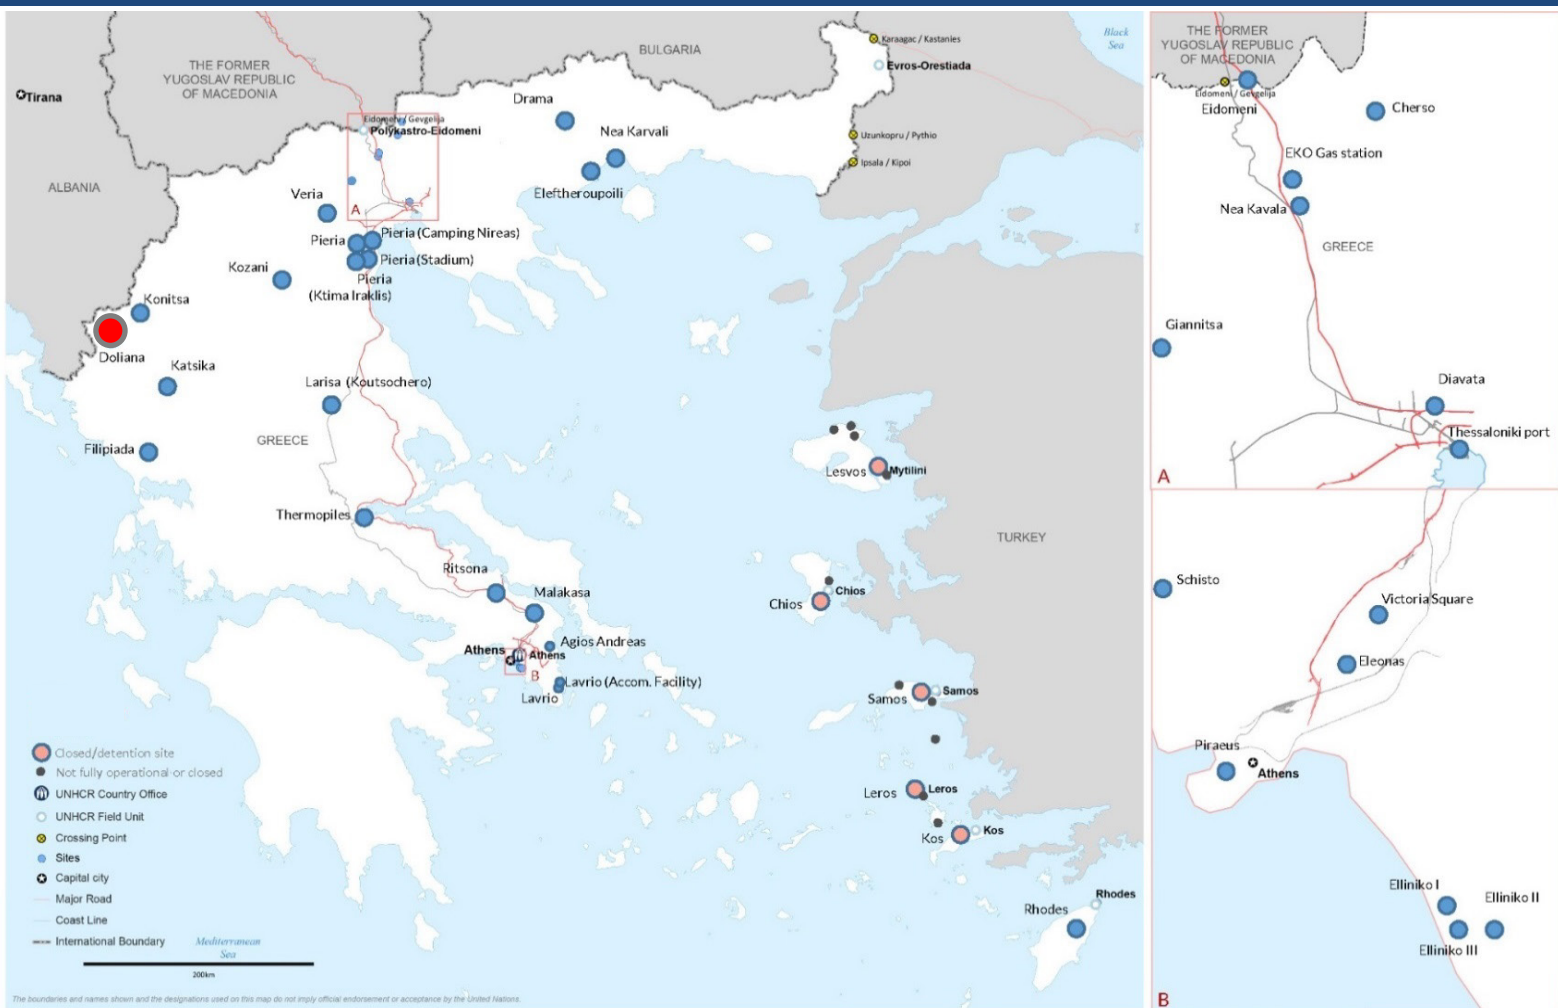 THE FORMER
YUGOSLAV REPUBLIC
OF MACEDONIA
BULGARIA
Black
Sea
Karaagac / Kastanies
Evros-Orestiada
Tirana
Drama
Eidomeni / Gevgelija
Polykastro-Eidomeni
Nea Karvali
Uzunkopru / Pythio
Ipsala / Kipoi
ALBANIA
Veria
A
Eleftheroupoili
Pieria
Pieria (Camping Nireas)
Pieria (Stadium)
Kozani
Pieria
(Ktima Iraklis)
Konitsa
Doliana
Katsika
Larisa (Koutsochero)
GREECE
Filipiada
Lesvos
Mytilini
Thermopiles
TURKEY
Ritsona
Malakasa
Chios
Chios
Athens
Athens
Agios Andreas
B
Lavrio (Accom. Facility)
Lavrio
Samos
Samos
Leros
Leros
Kos
Kos
Rhodes
Rhodes
Closed/detention site
Not fully operational or closed
UNHCR Country Office
UNHCR Field Unit
Crossing Point
Sites
Capital city
Major Road
Coast Line
International Boundary
Mediterranean
Sea
200km
The boundaries and names shown and the designations used on this map do not imply official endorsement or acceptance by the United Nations.
THE FORMER
YUGOSLAV REPUBLIC
OF MACEDONIA
Eidomeni / Gevgelija
Eidomeni
Cherso
EKO Gas station
Nea Kavala
GREECE
Giannitsa
Diavata
Thessaloniki port
A
Schisto
Victoria Square
Eleonas
Piraeus
Athens
Elliniko I
Elliniko II
Elliniko III
B